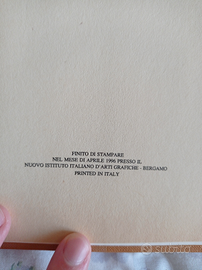 FINITO DI STAMPARE
NEL MESE DI APRILE 1996 PRESSO IL
NUOVO ISTITUTO ITALIANO D'ARTI GRAFICHE - BERGAMO
PRINTED IN ITALY
subito